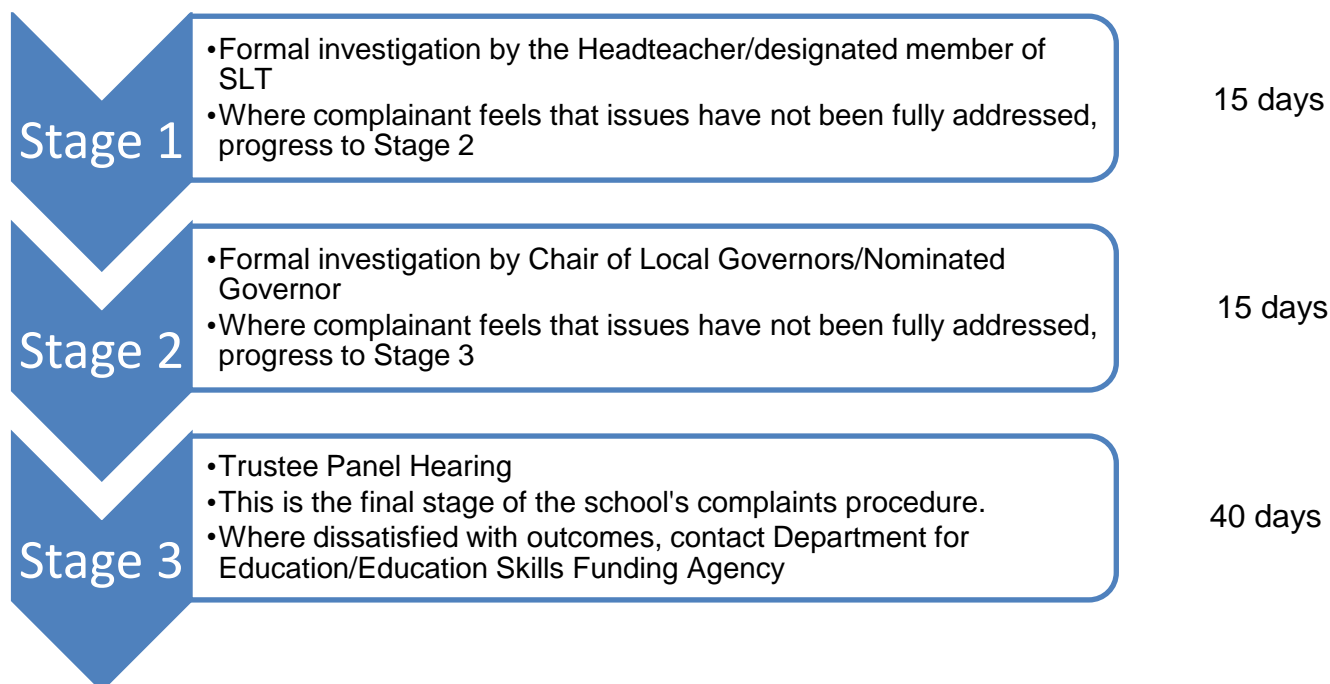 Stage 1
•Formal investigation by the Headteacher/designated member of
SLT
•Where complainant feels that issues have not been fully addressed,
progress to Stage 2
15 days
Stage 2
•Formal investigation by Chair of Local Governors/Nominated
Governor
•Where complainant feels that issues have not been fully addressed,
progress to Stage 3
15 days
Stage 3
•Trustee Panel Hearing
•This is the final stage of the school's complaints procedure.
•Where dissatisfied with outcomes, contact Department for
Education/Education Skills Funding Agency
40 days